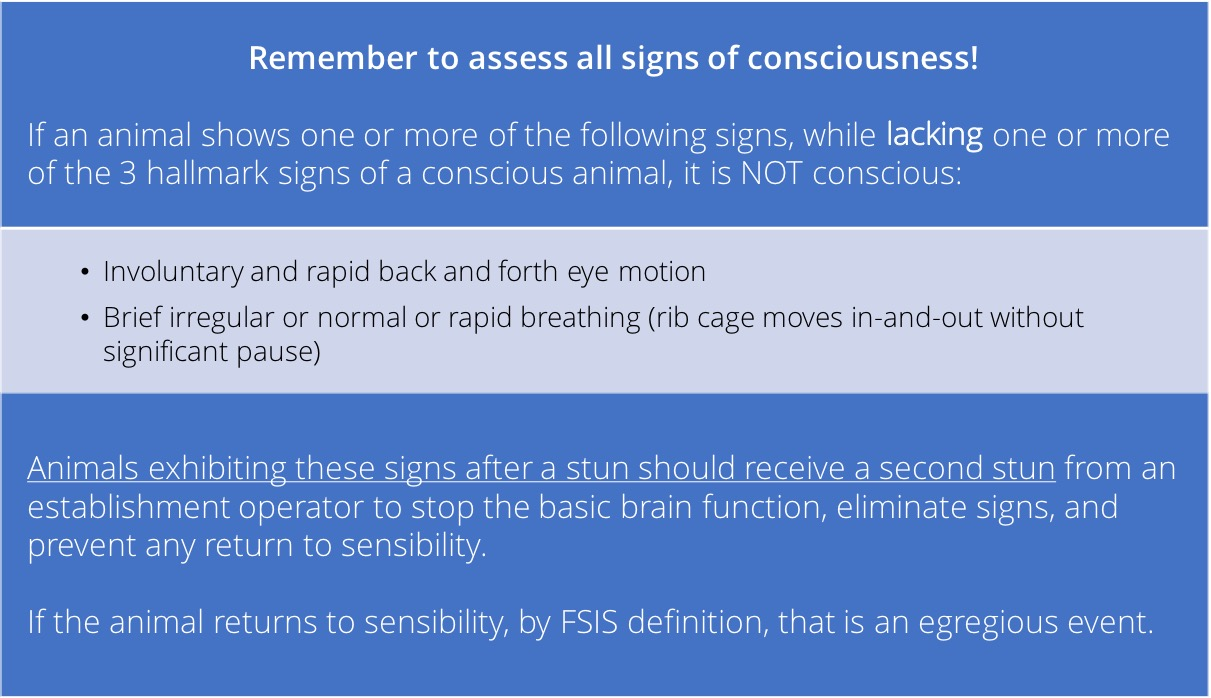 Remember to assess all signs of consciousness!
If an animal shows one or more of the following signs, while lacking one or more
of the 3 hallmark signs of a conscious animal, it is NOT conscious:
• Involuntary and rapid back and forth eye motion
• Brief irregular or normal or rapid breathing (rib cage moves in-and-out without
significant pause)
Animals exhibiting these signs after a stun should receive a second stun from an
establishment operator to stop the basic brain function, eliminate signs, and
prevent any return to sensibility.
If the animal returns to sensibility, by FSIS definition, that is an egregious event.